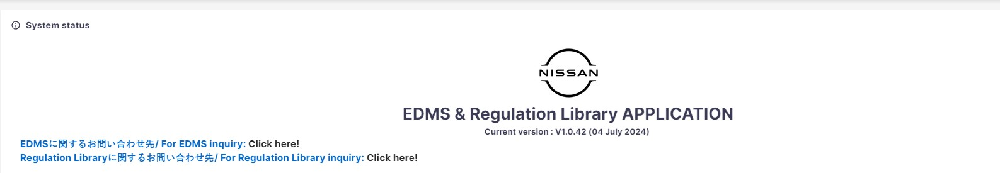 System status
NISSAN
EDMS & Regulation Library APPLICATION
Current version : V1.0.42 (04 July 2024)
EDMSに関するお問い合わせ先/ For EDMS inquiry: Click here!
Regulation Libraryに関するお問い合わせ先/ For Regulation Library inquiry: Click here!